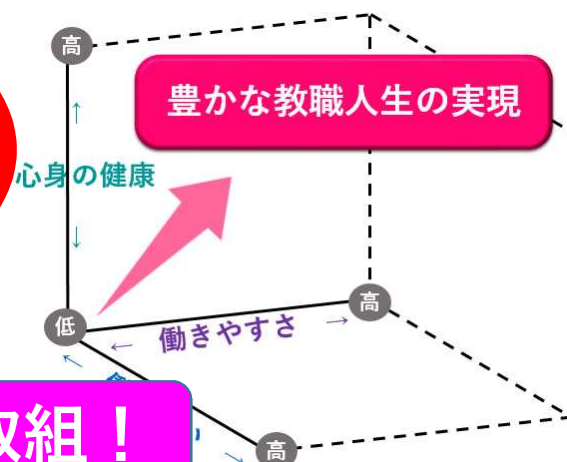 高
豊かな教職人生の実現
↑
心身の健康
↓
高
低
← 働きやすさ →
取組！
高